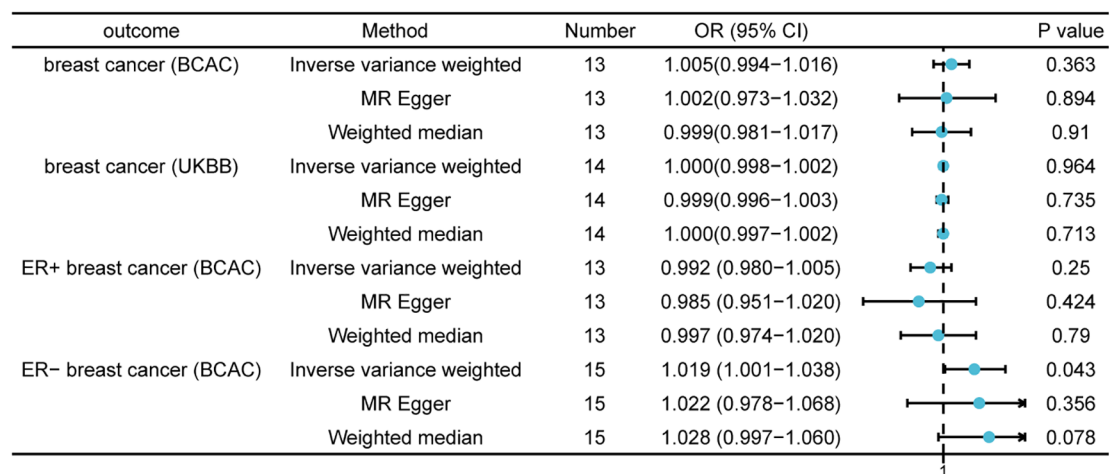 outcome Method Number OR (95% CI) P value
breast cancer (BCAC) Inverse variance weighted 13 1.005(0.994−1.016) 0.363
MR Egger 13 1.002(0.973−1.032) 0.894
Weighted median 13 0.999(0.981−1.017) 0.91
breast cancer (UKBB) Inverse variance weighted 14 1.000(0.998−1.002) 0.964
MR Egger 14 0.999(0.996−1.003) 0.735
Weighted median 14 1.000(0.997−1.002) 0.713
ER+ breast cancer (BCAC) Inverse variance weighted 13 0.992 (0.980−1.005) 0.25
MR Egger 13 0.985 (0.951−1.020) 0.424
Weighted median 13 0.997 (0.974−1.020) 0.79
ER− breast cancer (BCAC) Inverse variance weighted 15 1.019 (1.001−1.038) 0.043
MR Egger 15 1.022 (0.978−1.068) 0.356
Weighted median 15 1.028 (0.997−1.060) 0.078
1